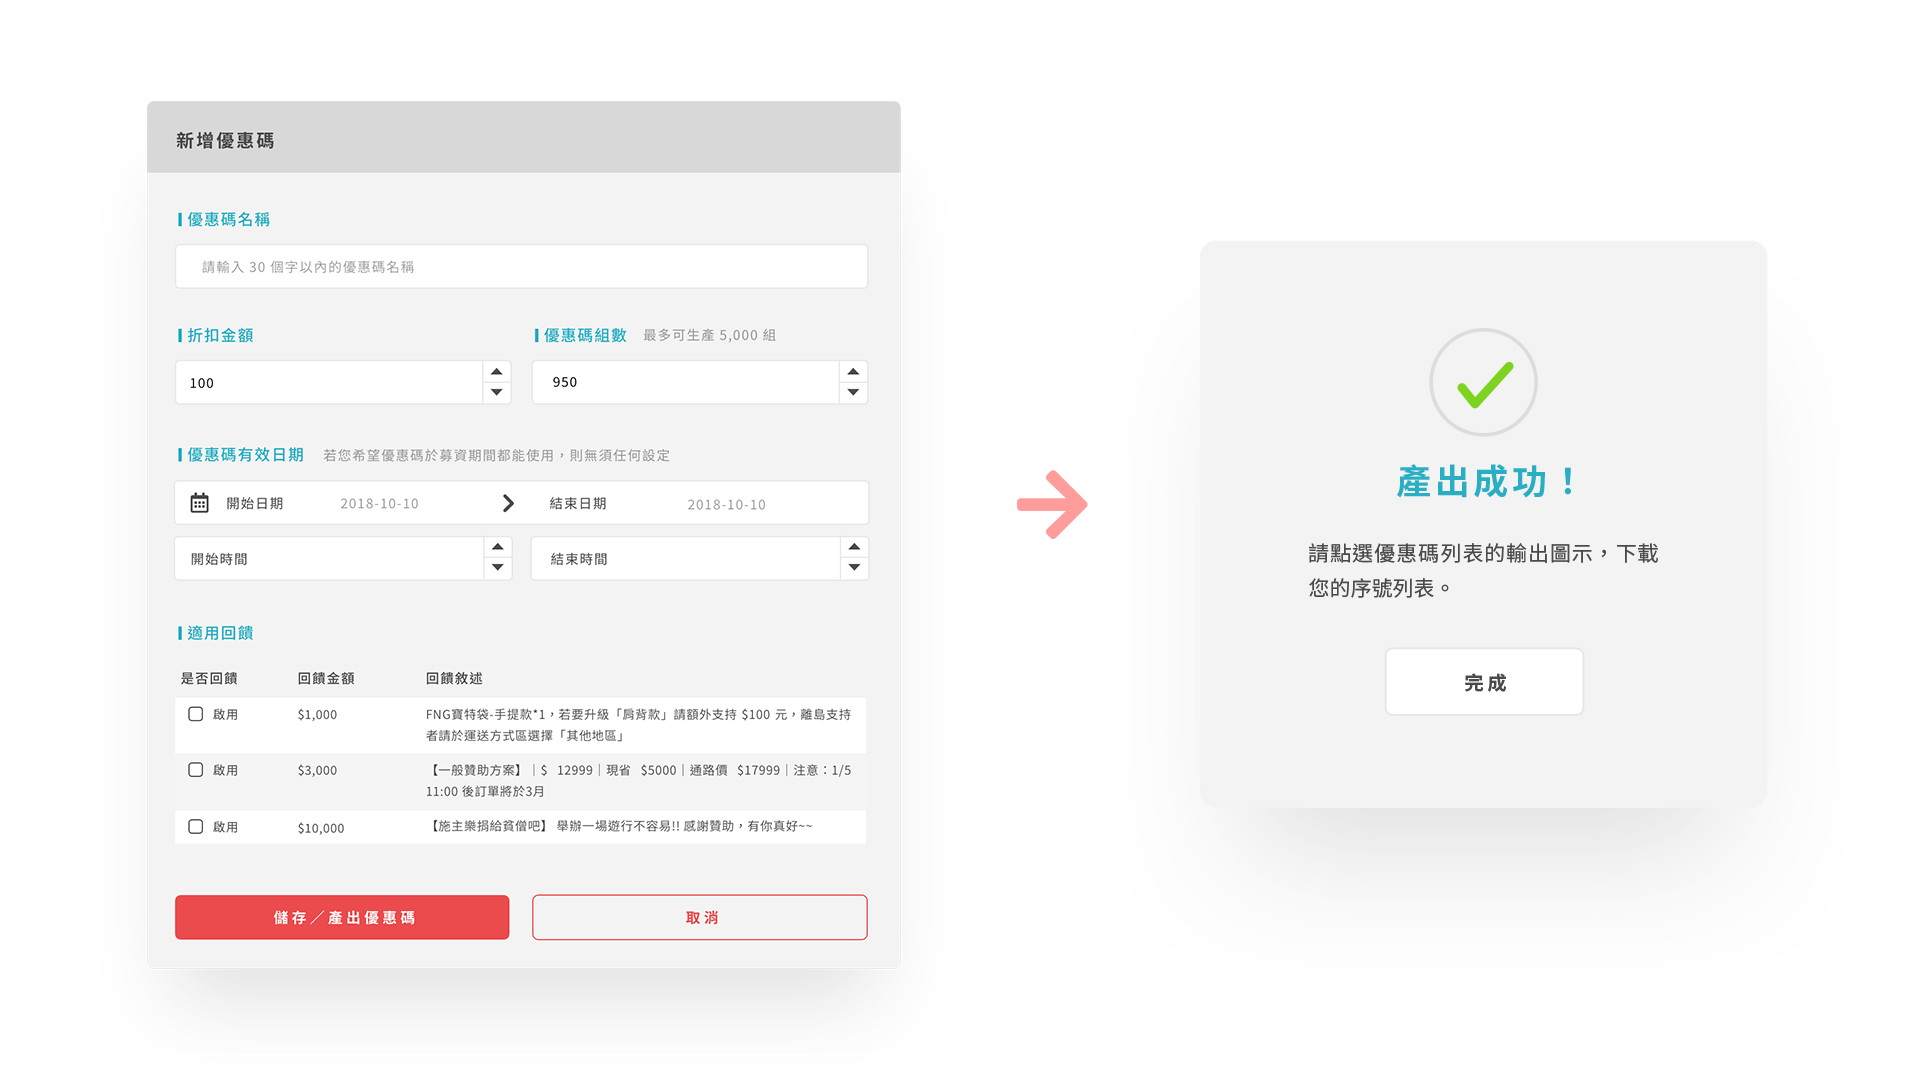 新增優惠碼
優惠碼名稱
請輸入 30 個字以內的優惠碼名稱
折扣金額
優惠碼組數 最多可生產 5,000 組
100
950
優惠碼有效日期 若您希望優惠碼於募資期間都能使用，則無須任何設定
開始日期 2018-10-10 結束日期 2018-10-10
開始時間
結束時間
適用回饋
是否回饋 回饋金額 回饋敘述
啟用 $1,000 FNG寶特袋-手提款*1，若要升級「肩背款」請額外支持 $100 元，離島支持
者請於運送方式區選擇「其他地區」
啟用 $3,000 【一般贊助方案】｜$ 12999｜現省 $5000｜通路價 $17999｜注意：1/5
11:00 後訂單將於3月
啟用 $10,000 【施主樂捐給貧僧吧】 舉辦一場遊行不容易!! 感謝贊助，有你真好~~
儲存／產出優惠碼
取消
產出成功！
請點選優惠碼列表的輸出圖示，下載
您的序號列表。
完成